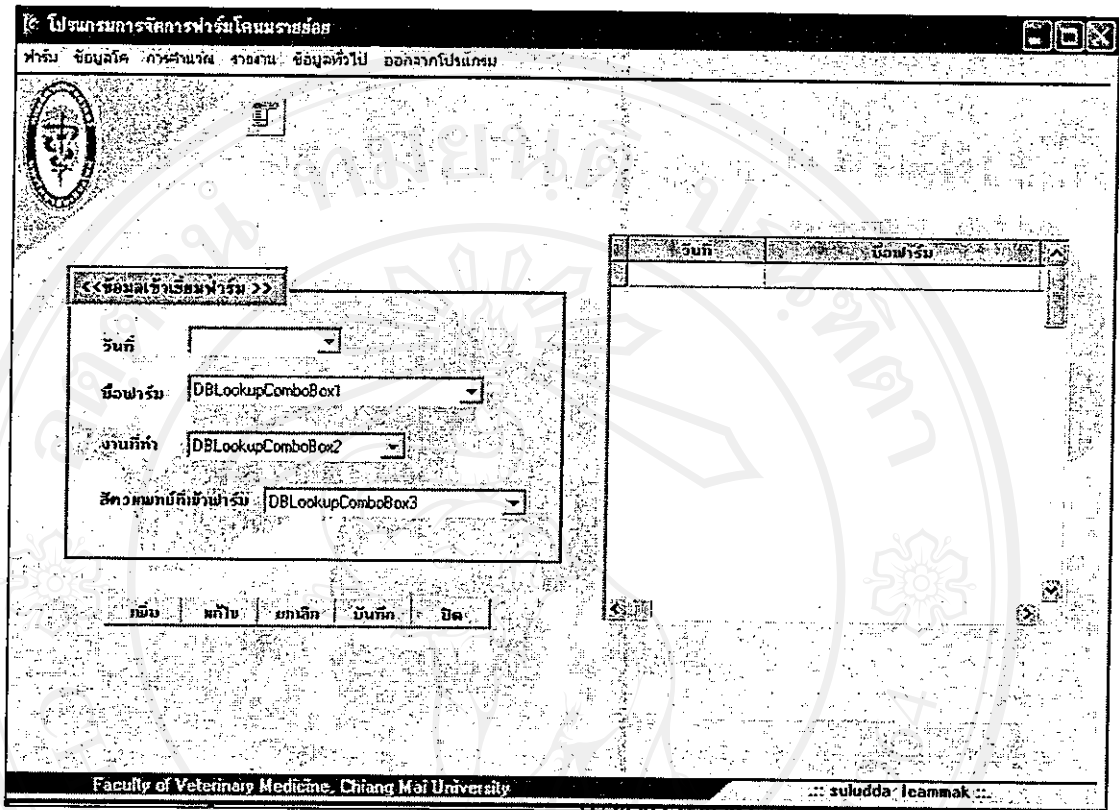 โปรแกรมการจัดการฟาร์มโคนมรายย่อย
ฟาร์ม ข้อมูลโค การคำนวณ รายงาน ข้อมูลทั่วไป ออกจากโปรแกรม
วันที่ ชื่อฟาร์ม
<<ข้อมูลเข้าเยี่ยมฟาร์ม >>
วันที่
ชื่อฟาร์ม DBLookupComboBox1
งานที่ทำ DBLookupComboBox2
สัตวแพทย์ที่เข้าฟาร์ม DBLookupComboBox3
เพิ่ม แก้ไข ยกเลิก บันทึก ปิด
Faculty of Veterinary Medicine, Chiang Mai University
.:: suludda leammak ::.